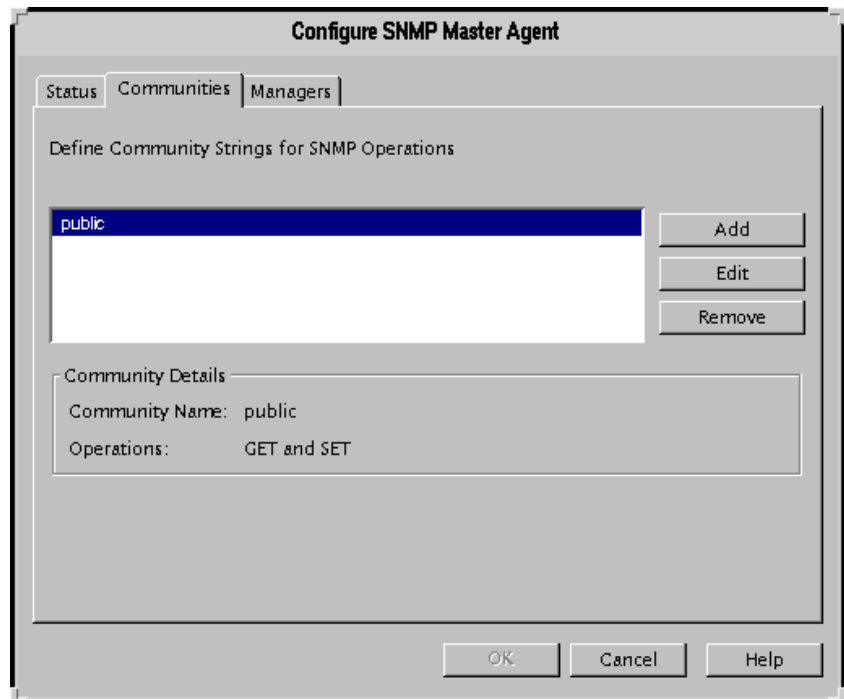 Configure SNMP Master Agent
Status Communities Managers
Define Community Strings for SNMP Operations
public
Add
Edit
Remove
Community Details
Community Name: public
Operations: GET and SET
OK Cancel Help